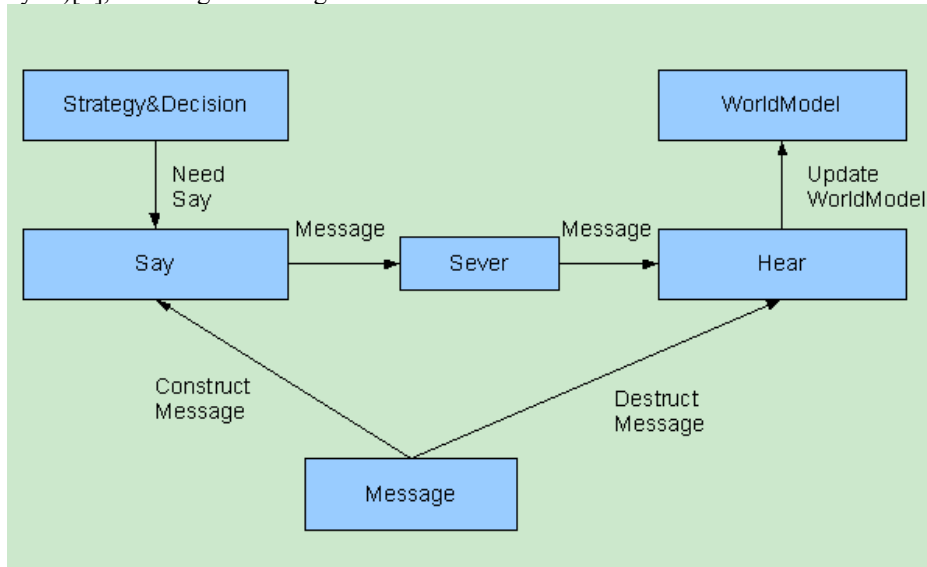 Strategy&Decision
WorldModel
Need
Say
Update
WorldModel
Message
Message
Say
Sever
Hear
Construct
Message
Destruct
Message
Message